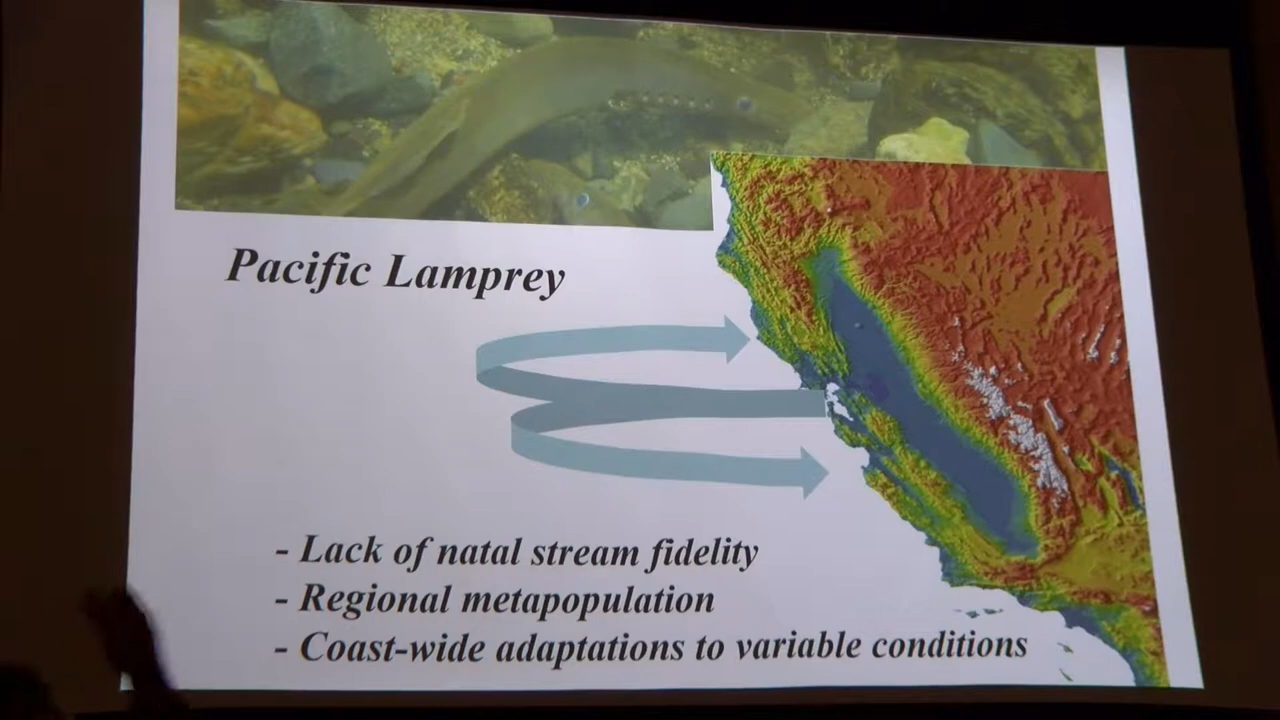 Pacific Lamprey
- Lack of natal stream fidelity
- Regional metapopulation
- Coast-wide adaptations to variable conditions